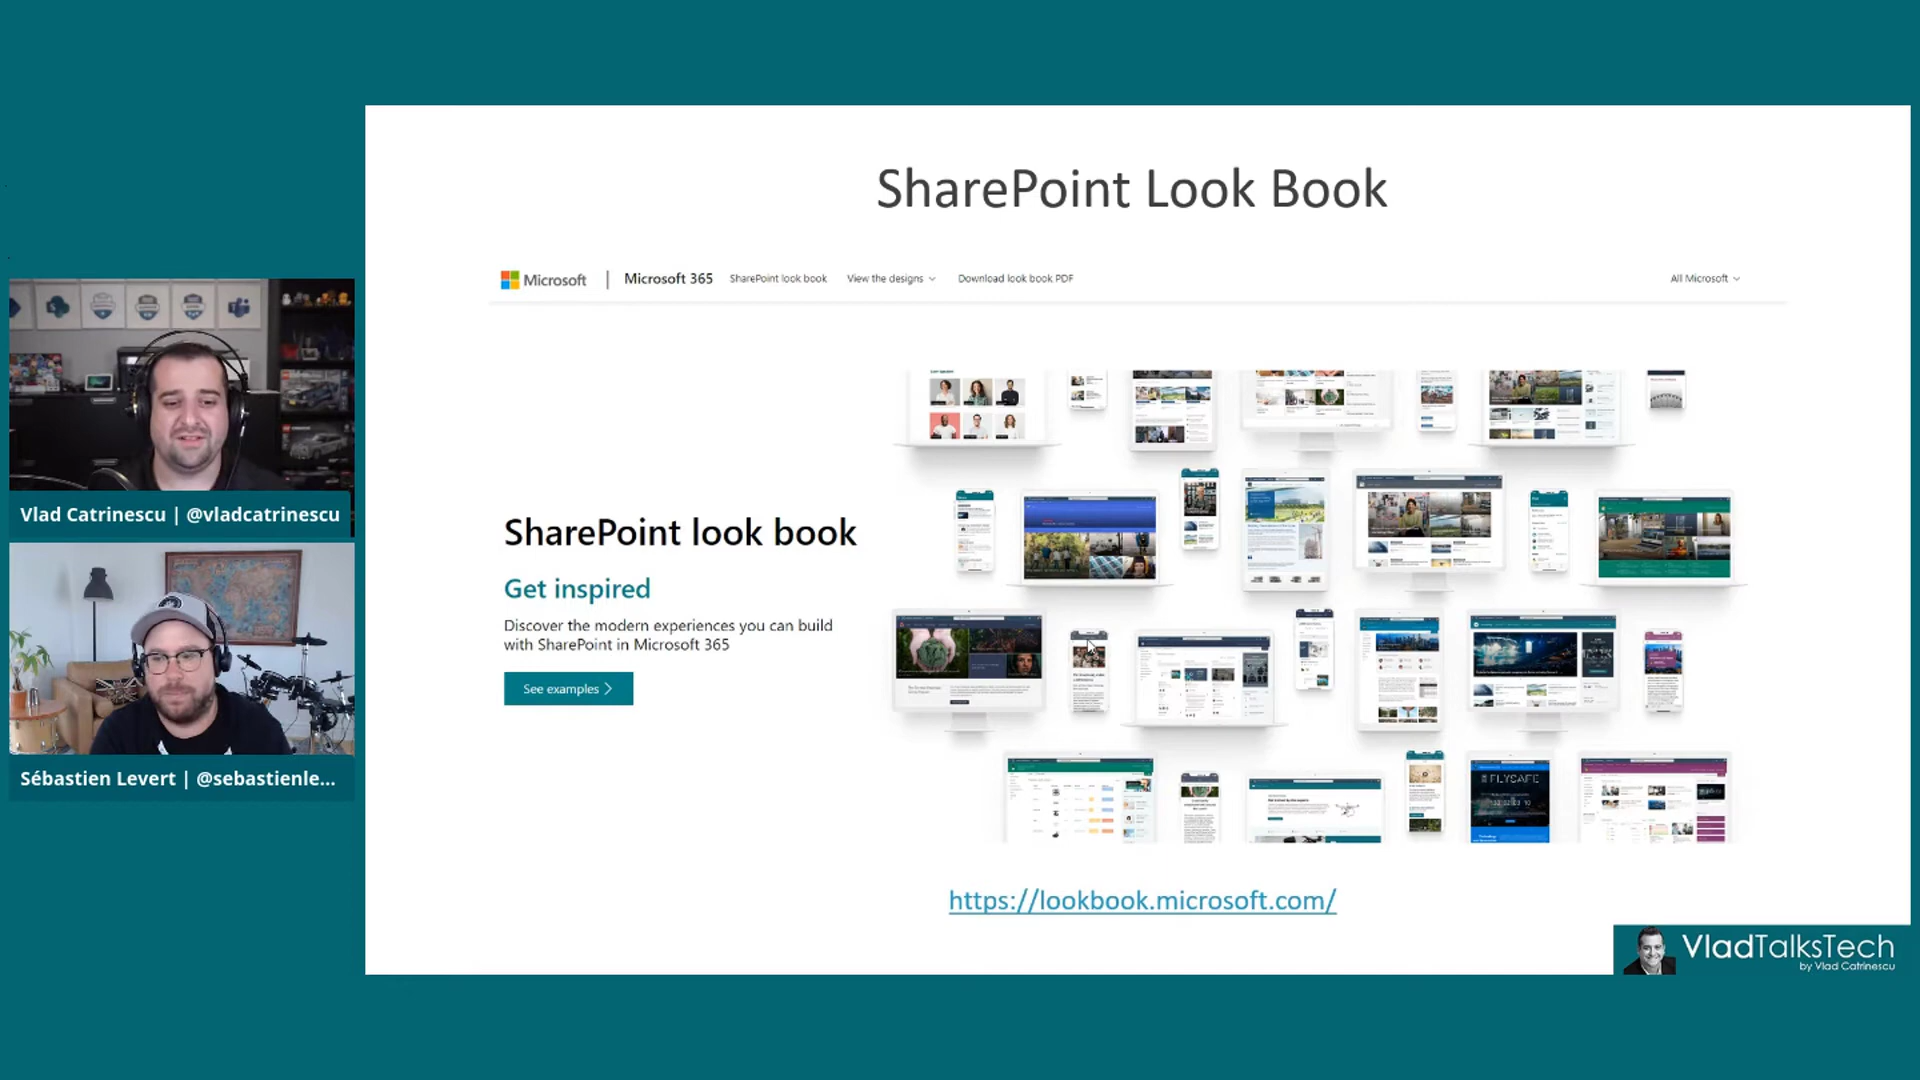 SharePoint Look Book
Microsoft | Microsoft 365 SharePoint look book View the designs Download look book PDF All Microsoft
SharePoint look book
Get inspired
Discover the modern experiences you can build
with SharePoint in Microsoft 365
See examples
https://lookbook.microsoft.com/
Vlad Catrinescu | @vladcatrinescu
Sébastien Levert | @sebastienle...
VladTalksTech
by Vlad Catrinescu
FLYCAFE